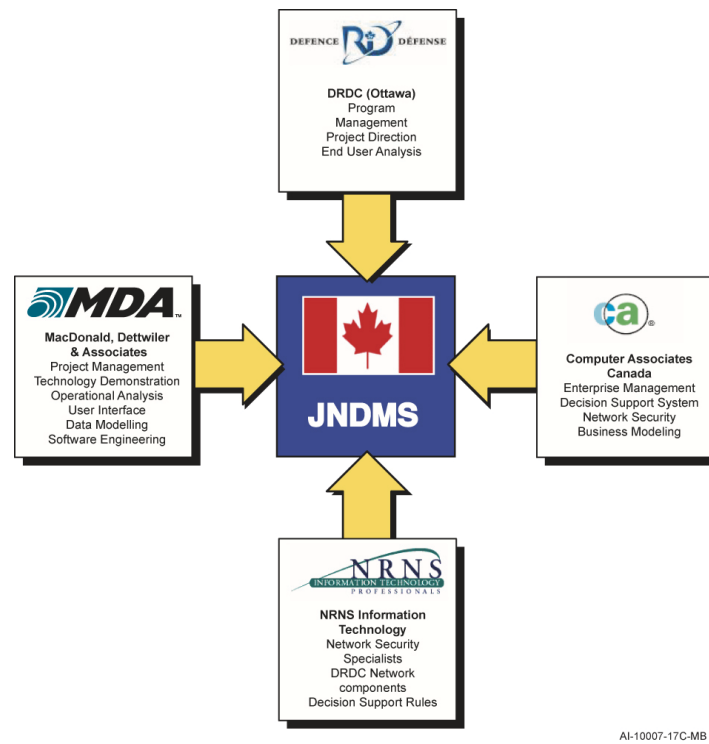 DEFENCE R&D DÉFENSE
DRDC (Ottawa)
Program
Management
Project Direction
End User Analysis
MDA™
MacDonald, Dettwiler
& Associates
Project Management
Technology Demonstration
Operational Analysis
User Interface
Data Modelling
Software Engineering
JNDMS
ca®
Computer Associates
Canada
Enterprise Management
Decision Support System
Network Security
Business Modeling
NRNS
INFORMATION TECHNOLOGY
PROFESSIONALS
NRNS Information
Technology
Network Security
Specialists
DRDC Network
components
Decision Support Rules
AI-10007-17C-MB